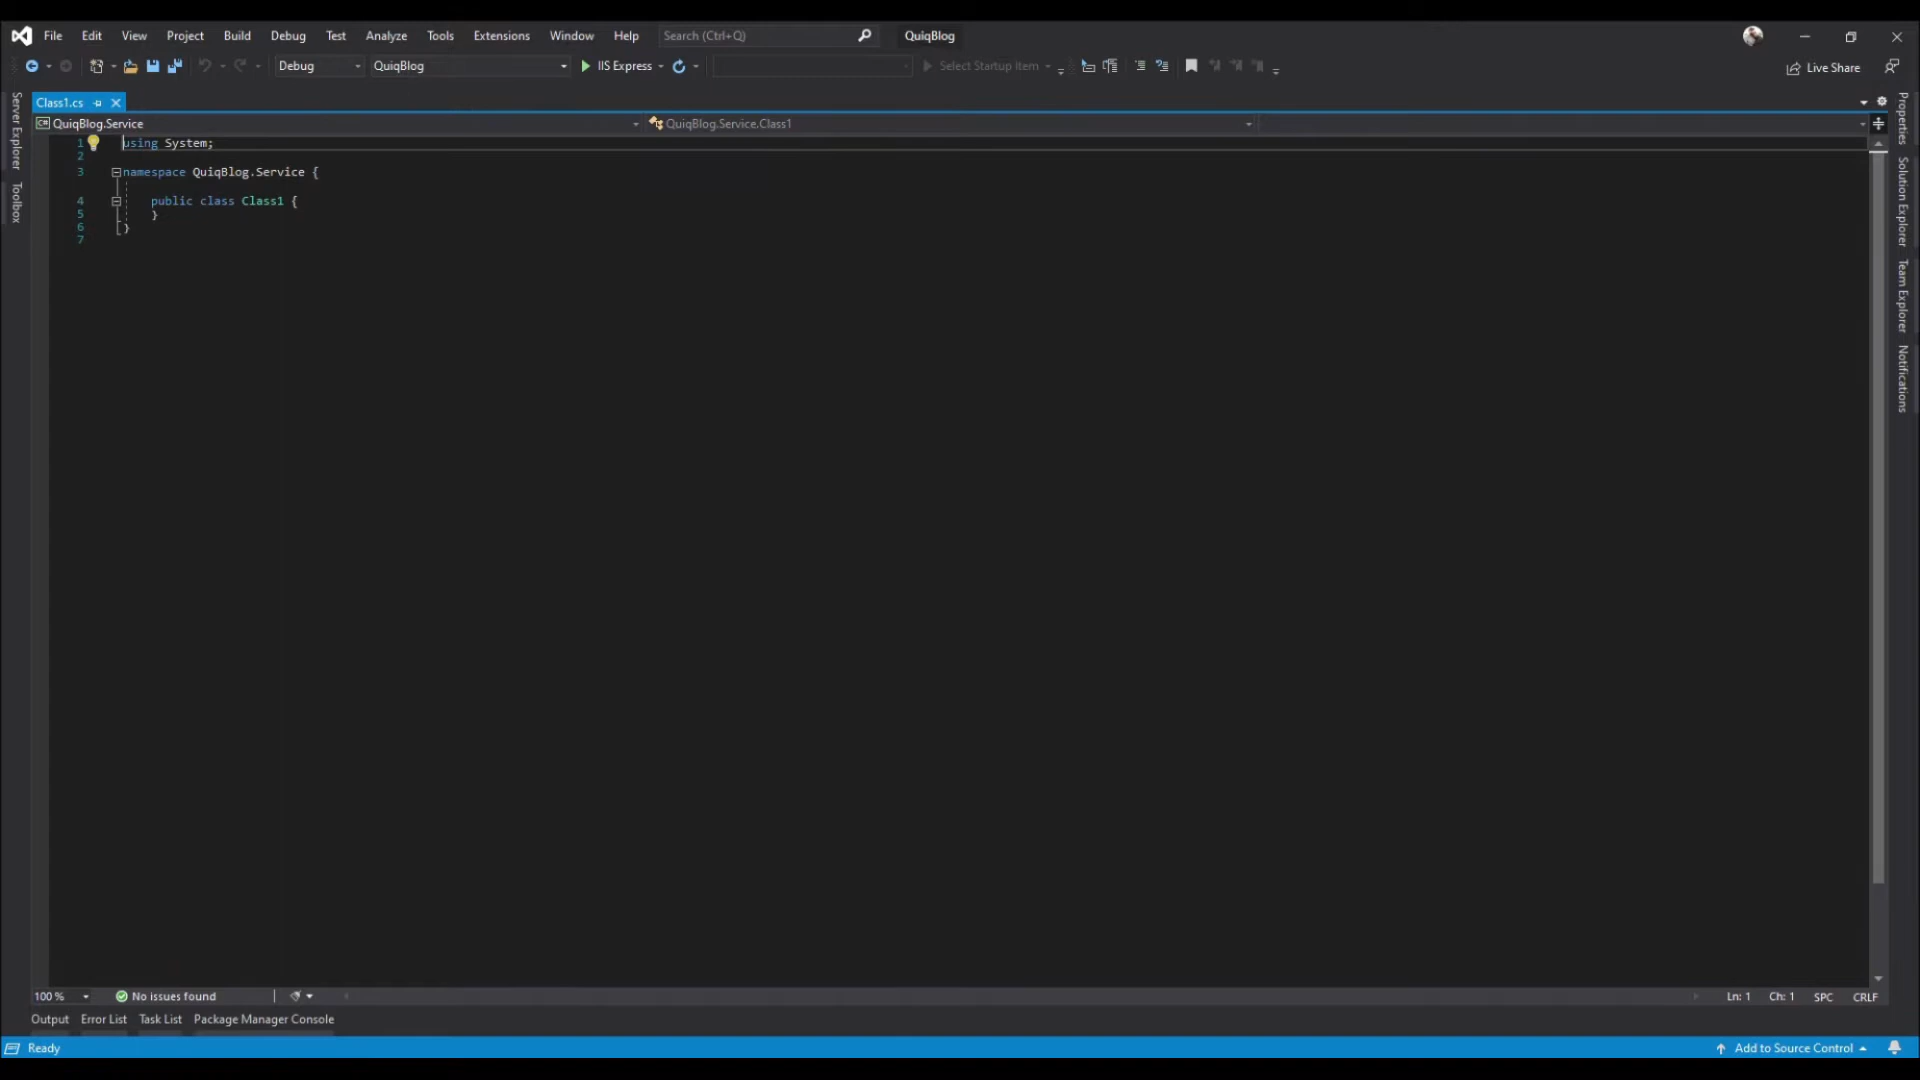 File Edit View Project Build Debug Test Analyze Tools Extensions Window Help Search (Ctrl+Q) QuiqBlog
Debug QuiqBlog IIS Express Select Startup Item Live Share
Class1.cs
QuiqBlog.Service QuiqBlog.Service.Class1
1 using System;
2
3 namespace QuiqBlog.Service {
4 public class Class1 {
5 }
6 }
7
Server Explorer
Toolbox
Properties
Solution Explorer
Team Explorer
Notifications
100 % No issues found Ln: 1 Ch: 1 SPC CRLF
Output Error List Task List Package Manager Console
Ready Add to Source Control